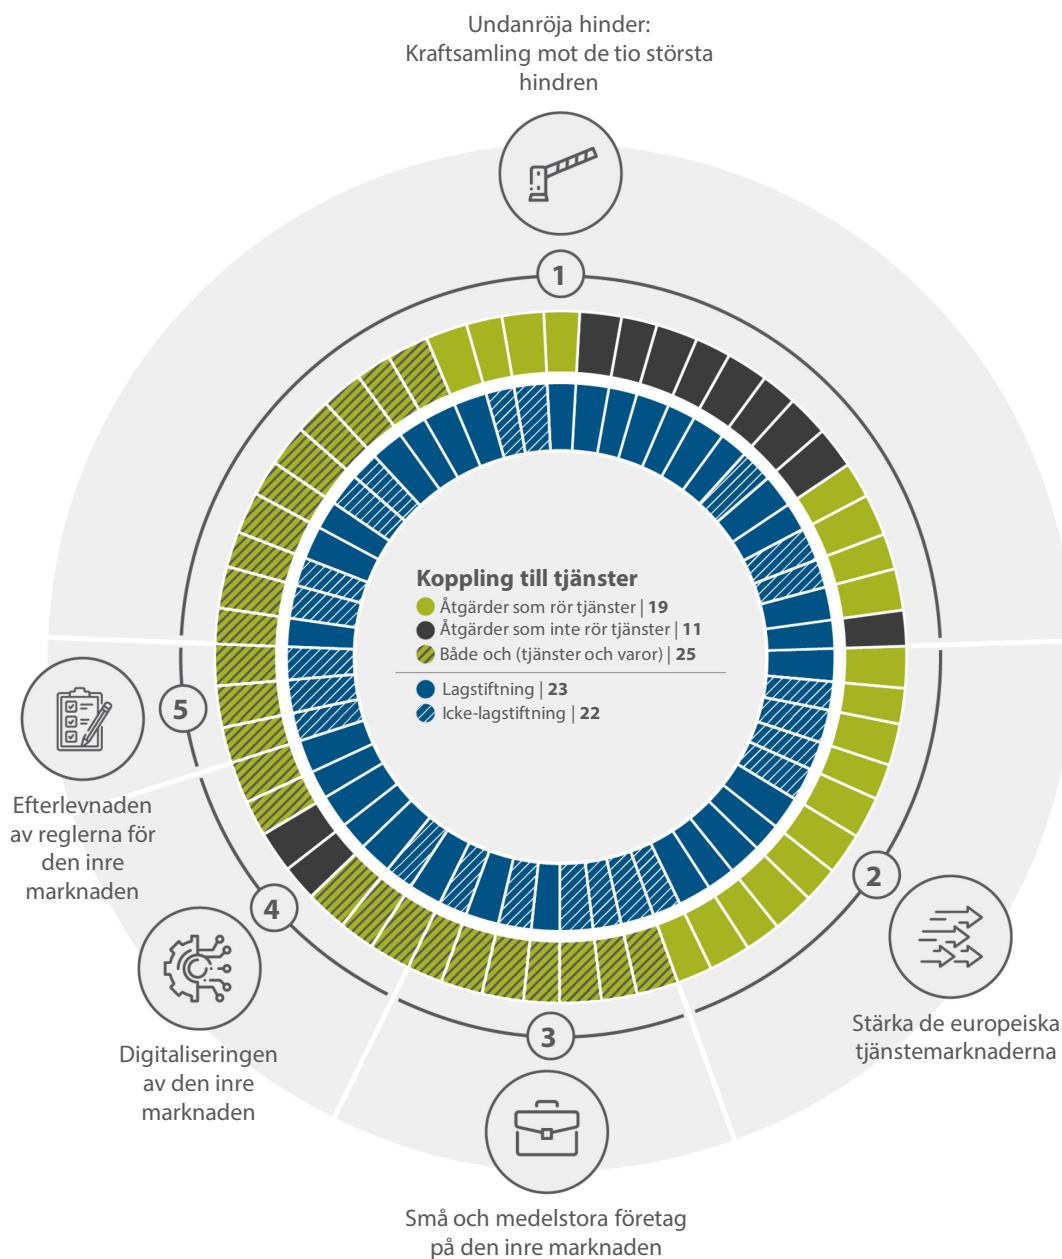 Undanröja hinder:
Kraftsamling mot de tio största
hindren
1
Koppling till tjänster
Åtgärder som rör tjänster | 19
Åtgärder som inte rör tjänster | 11
Både och (tjänster och varor) | 25
Lagstiftning | 23
Icke-lagstiftning | 22
5
Efterlevnaden
av reglerna för
den inre
marknaden
2
Stärka de europeiska
tjänstemarknaderna
4
Digitaliseringen
av den inre
marknaden
3
Små och medelstora företag
på den inre marknaden